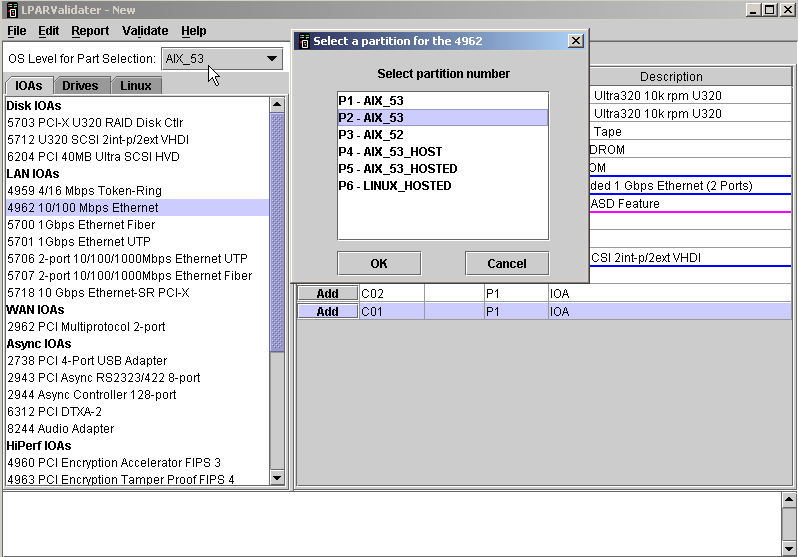 LPARValidater - New
File Edit Report Validate Help
OS Level for Part Selection: AIX_53
IOAs Drives Linux
Disk IOAs
5703 PCI-X U320 RAID Disk Ctlr
5712 U320 SCSI 2int-p/2ext VHDI
6204 PCI 40MB Ultra SCSI HVD
LAN IOAs
4959 4/16 Mbps Token-Ring
4962 10/100 Mbps Ethernet
5700 1Gbps Ethernet Fiber
5701 1Gbps Ethernet UTP
5706 2-port 10/100/1000Mbps Ethernet UTP
5707 2-port 10/100/1000Mbps Ethernet Fiber
5718 10 Gbps Ethernet-SR PCI-X
WAN IOAs
2962 PCI Multiprotocol 2-port
Async IOAs
2738 PCI 4-Port USB Adapter
2943 PCI Async RS2323/422 8-port
2944 Async Controller 128-port
6312 PCI DTXA-2
8244 Audio Adapter
HiPerf IOAs
4960 PCI Encryption Accelerator FIPS 3
4963 PCI Encryption Tamper Proof FIPS 4
Select a partition for the 4962
Select partition number
P1 - AIX_53
P2 - AIX_53
P3 - AIX_52
P4 - AIX_53_HOST
P5 - AIX_53_HOSTED
P6 - LINUX_HOSTED
OK Cancel
Description
Ultra320 10k rpm U320
Ultra320 10k rpm U320
Tape
DROM
OM
ded 1 Gbps Ethernet (2 Ports)
ASD Feature
CSI 2int-p/2ext VHDI
Add C02 P1 IOA
Add C01 P1 IOA